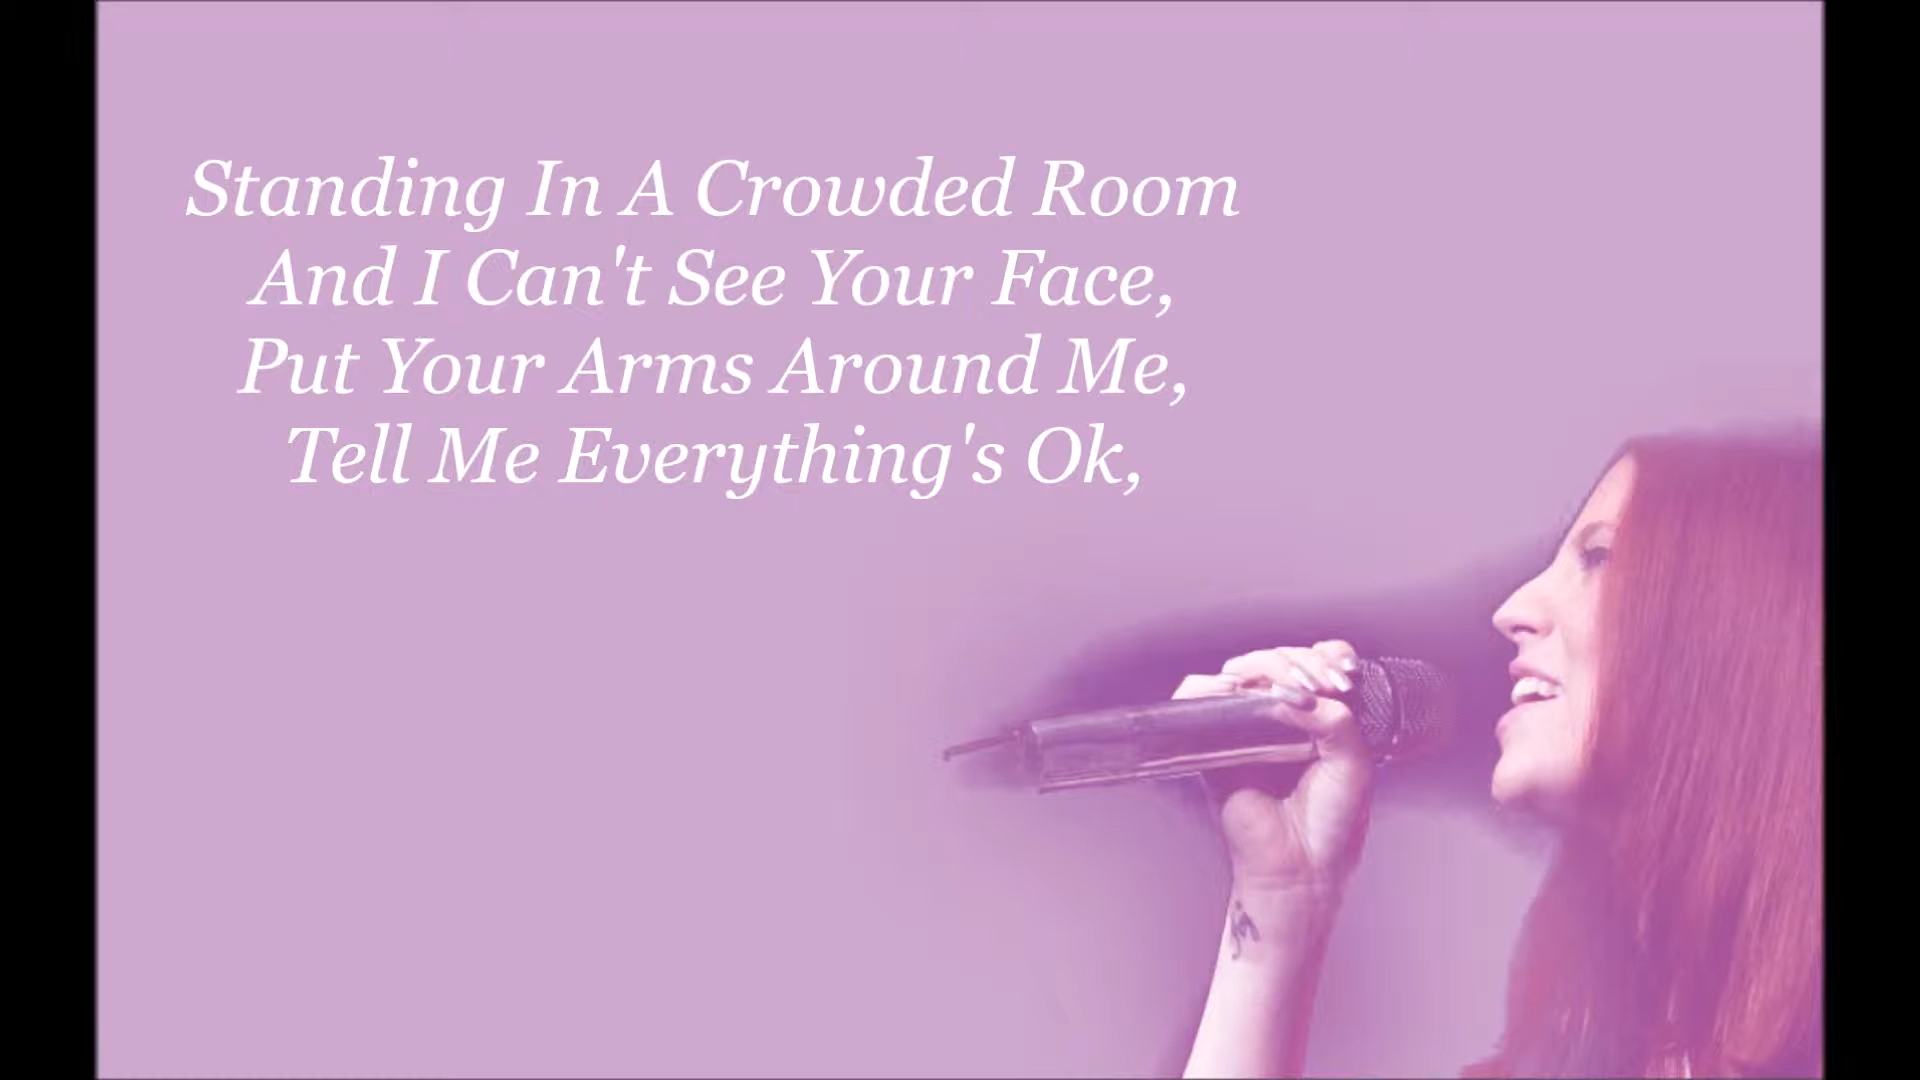 Standing In A Crowded Room
And I Can't See Your Face,
Put Your Arms Around Me,
Tell Me Everything's Ok,